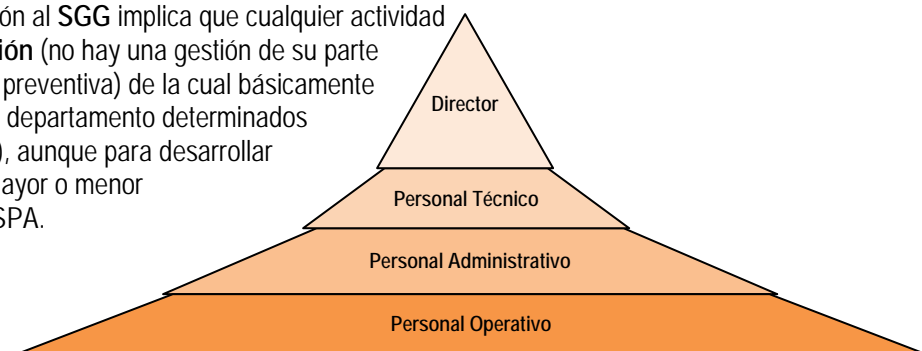 ón al SGG implica que cualquier actividad
ión (no hay una gestión de su parte
preventiva) de la cual básicamente
departamento determinados
), aunque para desarrollar
ayor o menor
SPA.
Director
Personal Técnico
Personal Administrativo
Personal Operativo